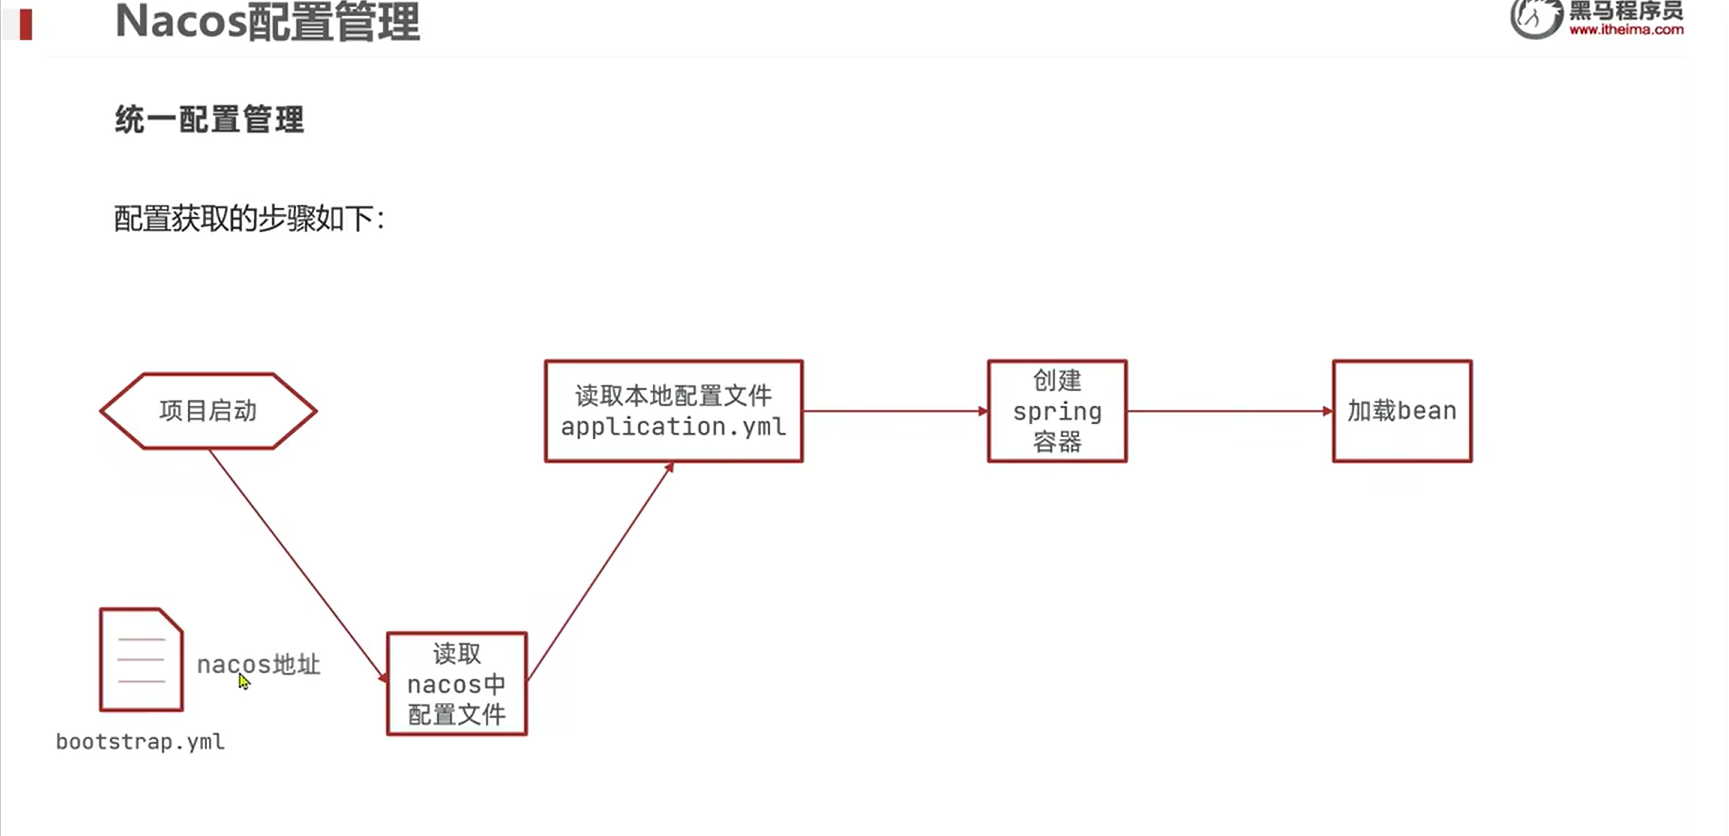 Nacos配置管理
黑马程序员
www.itheima.com
统一配置管理
配置获取的步骤如下：
项目启动
读取本地配置文件
application.yml
创建
spring
容器
加载bean
nacos地址
bootstrap.yml
读取
nacos中
配置文件